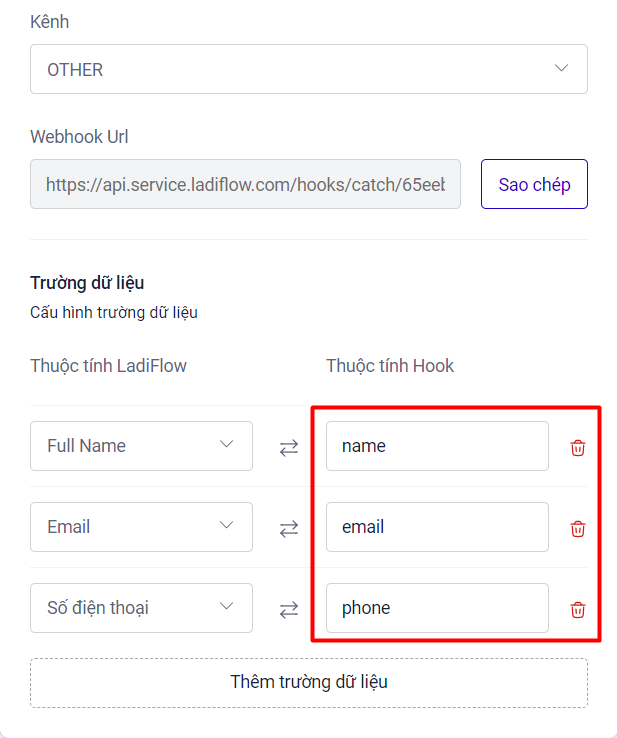 Kênh
OTHER
Webhook Url
https://api.service.ladiflow.com/hooks/catch/65eeb
Sao chép
Trường dữ liệu
Cấu hình trường dữ liệu
Thuộc tính LadiFlow Thuộc tính Hook
Full Name name
Email email
Số điện thoại phone
Thêm trường dữ liệu